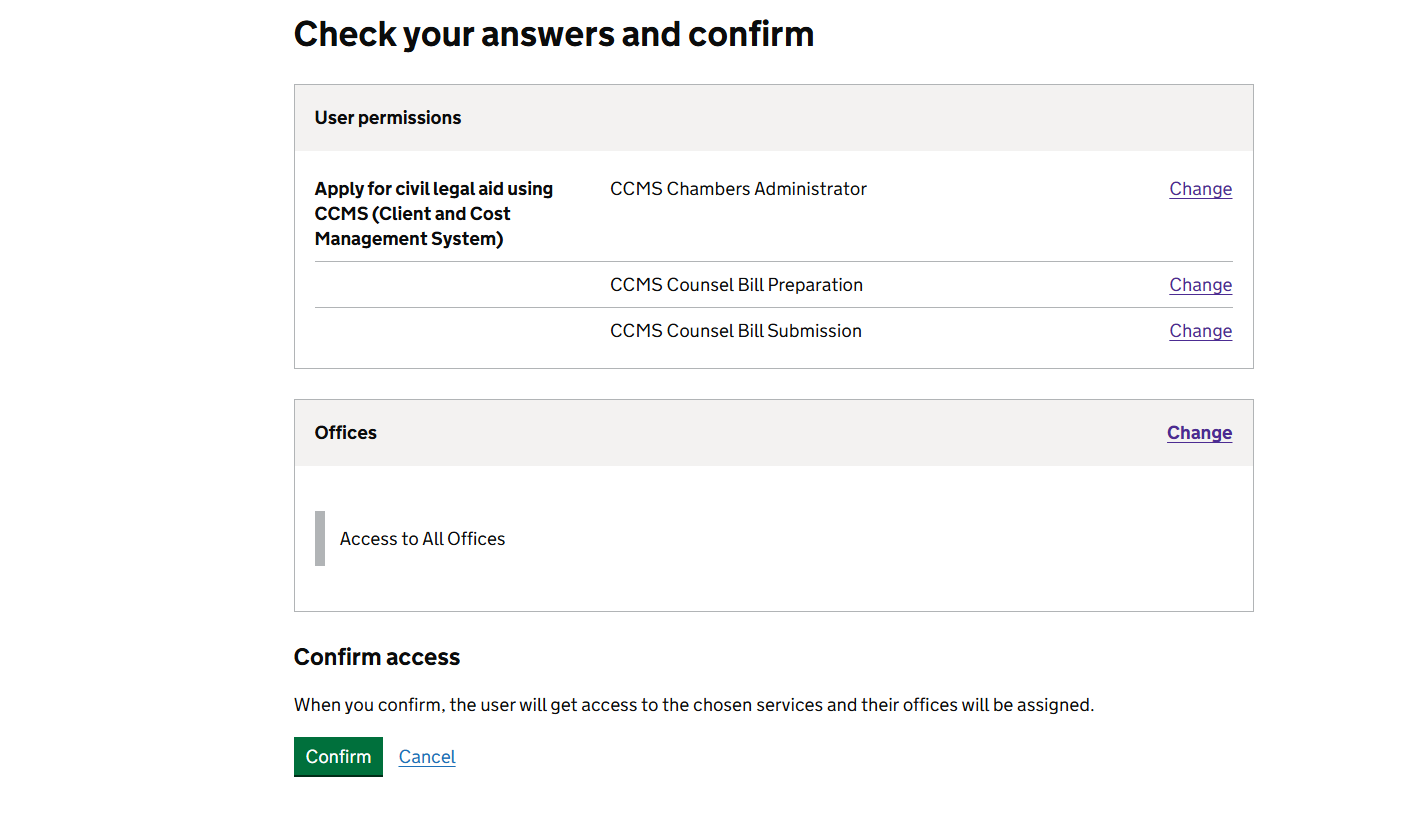 Check your answers and confirm
User permissions
Apply for civil legal aid using
CCMS (Client and Cost
Management System)
CCMS Chambers Administrator
Change
CCMS Counsel Bill Preparation
Change
CCMS Counsel Bill Submission
Change
Offices
Change
Access to All Offices
Confirm access
When you confirm, the user will get access to the chosen services and their offices will be assigned.
Confirm
Cancel